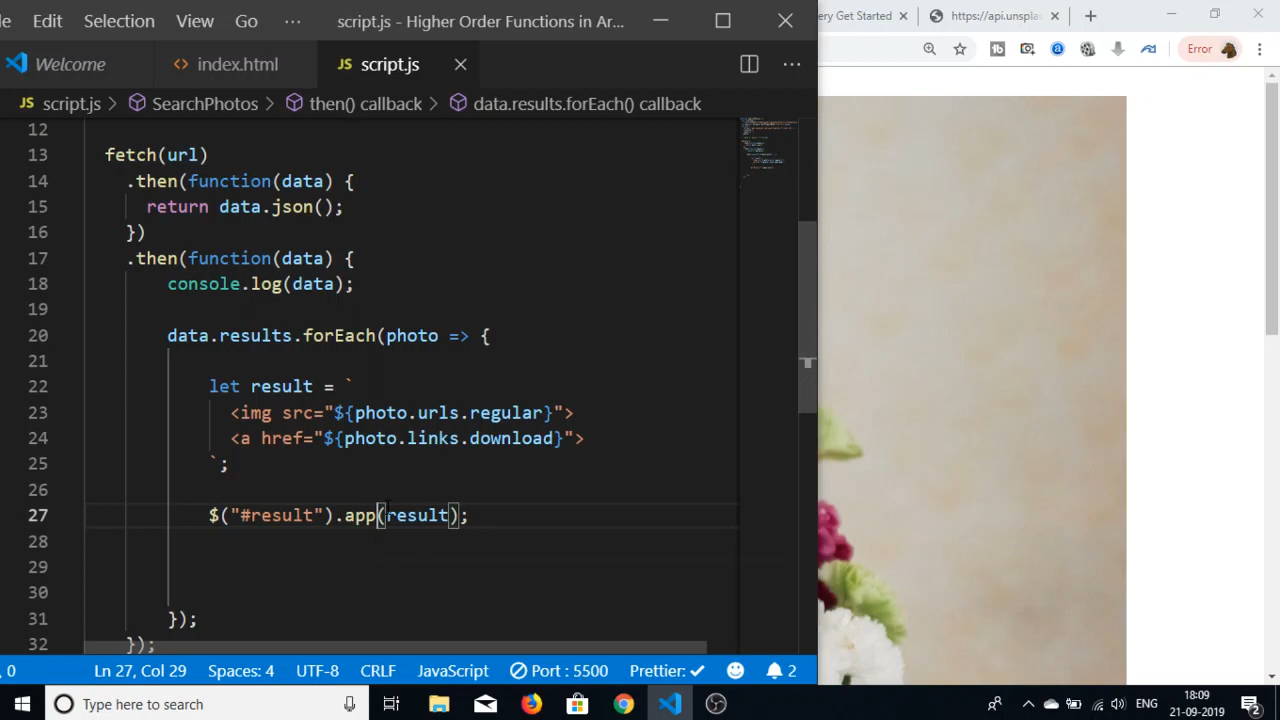 e Edit Selection View Go ··· script.js - Higher Order Functions in Ar...
ery Get Started https://api.unspla
Welcome index.html script.js
Error
script.js > SearchPhotos > then() callback > data.results.forEach() callback
12
13 fetch(url)
14 .then(function(data) {
15 return data.json();
16 })
17 .then(function(data) {
18 console.log(data);
19
20 data.results.forEach(photo => {
21
22 let result = `
23 <img src="${photo.urls.regular}">
24 <a href="${photo.links.download}">
25 `;
26
27 $("#result").app(result);
28
29
30
31 });
32 });
0 Ln 27, Col 29 Spaces: 4 UTF-8 CRLF JavaScript Port : 5500 Prettier: ✓ 2
Type here to search
ENG 18:09
21-09-2019 2